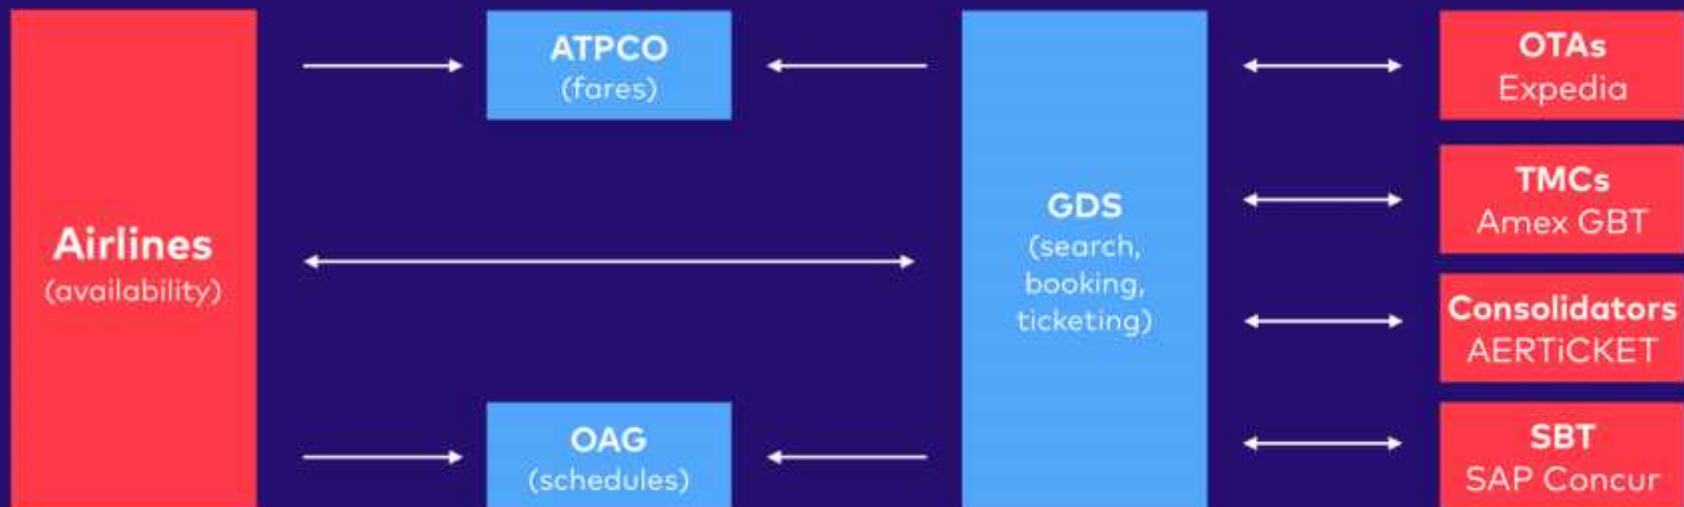 Airlines
(availability)
ATPCO
(fares)
OAG
(schedules)
GDS
(search,
booking,
ticketing)
OTAs
Expedia
TMCs
Amex GBT
Consolidators
AERTiCKET
SBT
SAP Concur